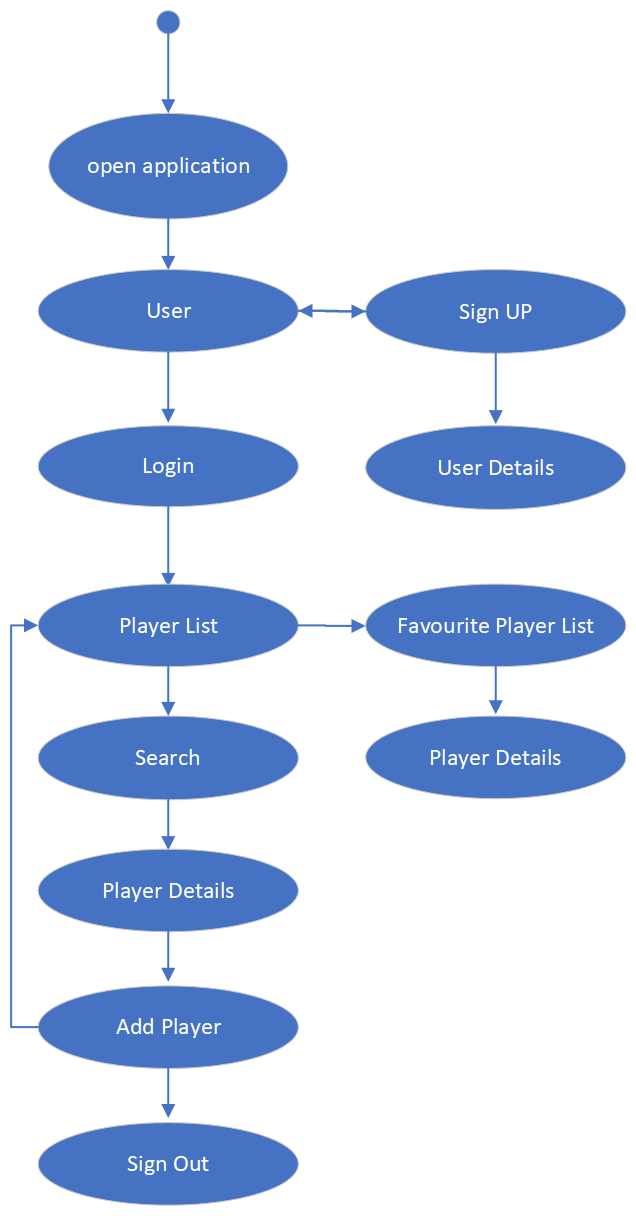 open application
User
Sign UP
Login
User Details
Player List
Favourite Player List
Search
Player Details
Player Details
Add Player
Sign Out